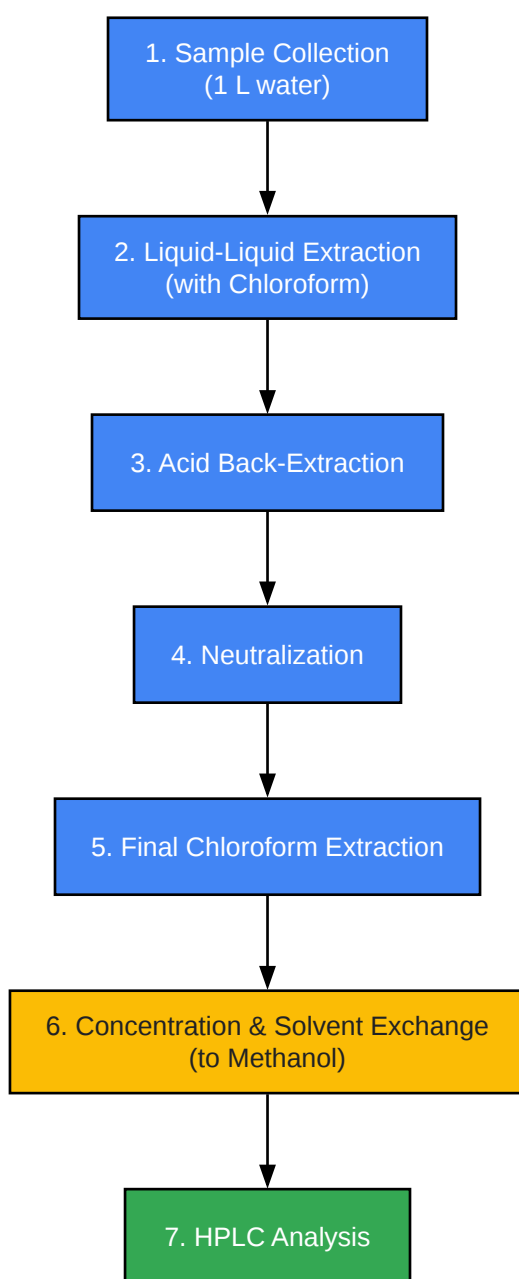 1. Sample Collection
(1 L water)
2. Liquid-Liquid Extraction
(with Chloroform)
3. Acid Back-Extraction
4. Neutralization
5. Final Chloroform Extraction
6. Concentration & Solvent Exchange
(to Methanol)
7. HPLC Analysis